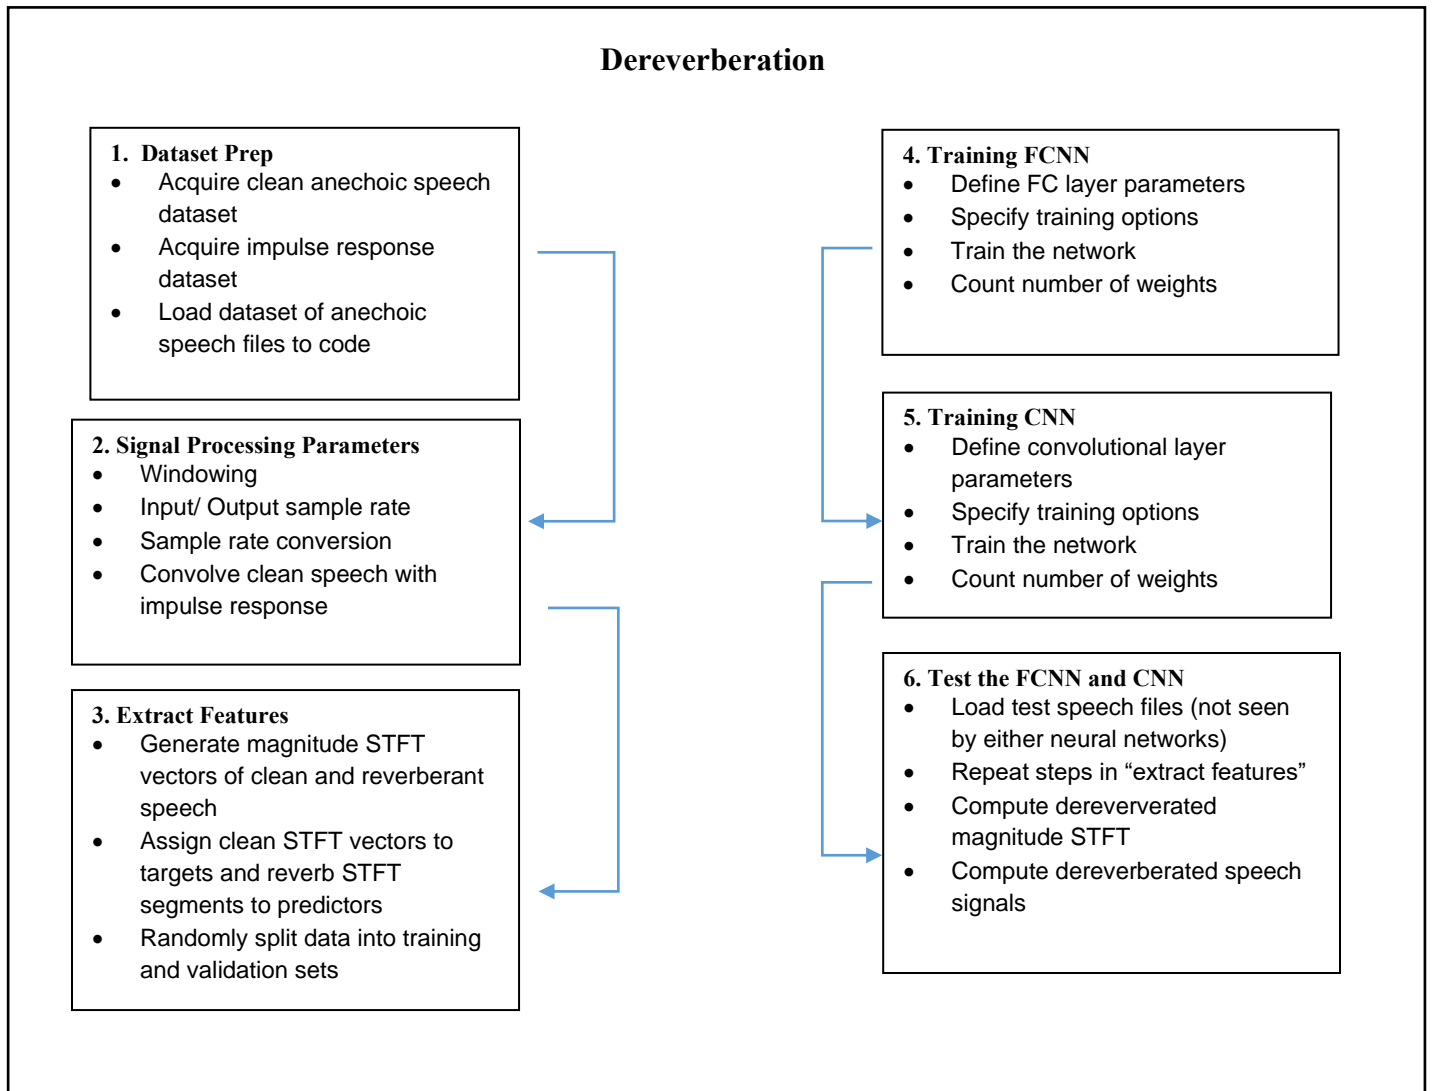 Dereverberation
1. Dataset Prep
• Acquire clean anechoic speech
dataset
• Acquire impulse response
dataset
• Load dataset of anechoic
speech files to code
2. Signal Processing Parameters
• Windowing
• Input/ Output sample rate
• Sample rate conversion
• Convolve clean speech with
impulse response
3. Extract Features
• Generate magnitude STFT
vectors of clean and reverberant
speech
• Assign clean STFT vectors to
targets and reverb STFT
segments to predictors
• Randomly split data into training
and validation sets
4. Training FCNN
• Define FC layer parameters
• Specify training options
• Train the network
• Count number of weights
5. Training CNN
• Define convolutional layer
parameters
• Specify training options
• Train the network
• Count number of weights
6. Test the FCNN and CNN
• Load test speech files (not seen
by either neural networks)
• Repeat steps in “extract features”
• Compute dereververated
magnitude STFT
• Compute dereverberated speech
signals